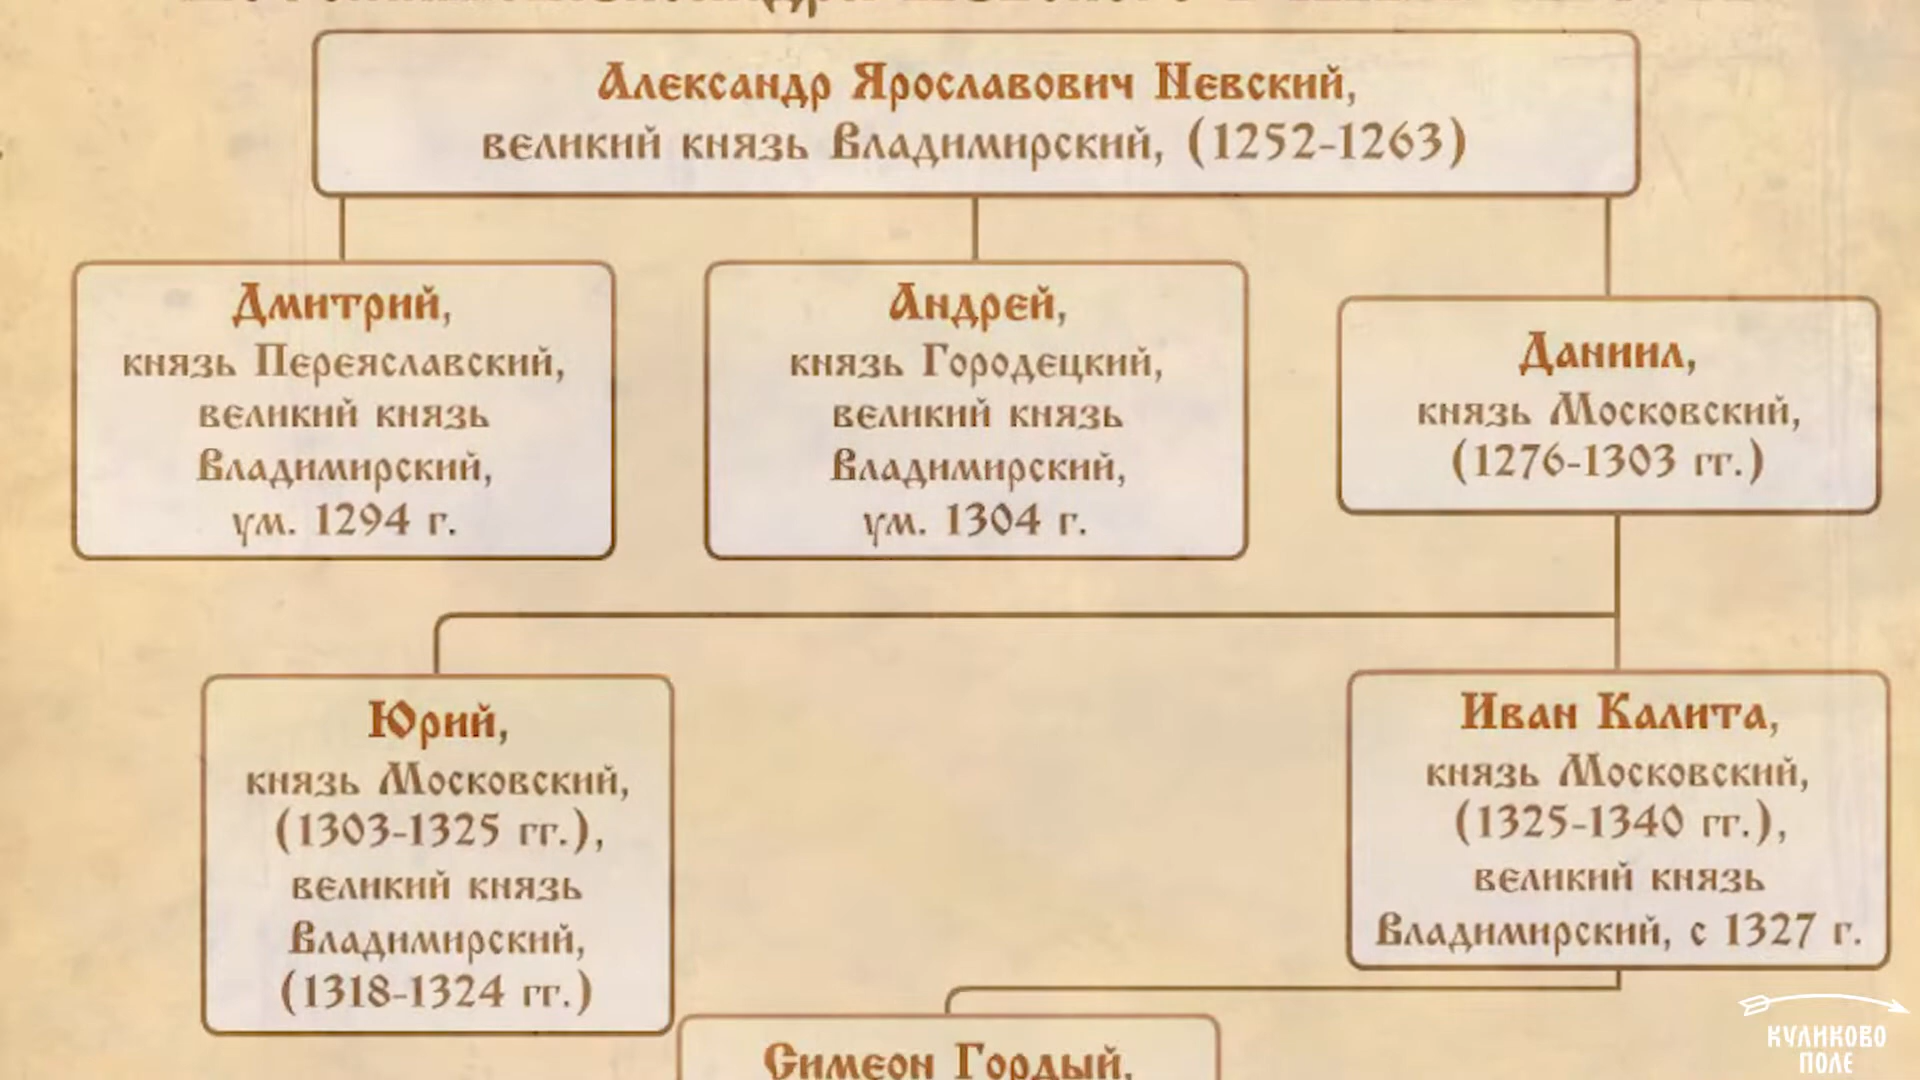 Александр Ярославович Невский,
великий князь Владимирский, (1252-1263)
Дмитрий,
князь Переяславский,
великий князь
Владимирский,
ум. 1294 г.
Андрей,
князь Городецкий,
великий князь
Владимирский,
ум. 1304 г.
Даниил,
князь Московский,
(1276-1303 гг.)
Юрий,
князь Московский,
(1303-1325 гг.),
великий князь
Владимирский,
(1318-1324 гг.)
Иван Калита,
князь Московский,
(1325-1340 гг.),
великий князь
Владимирский, с 1327 г.
Симеон Гордый,
КУЛИКОВО
ПОЛЕ